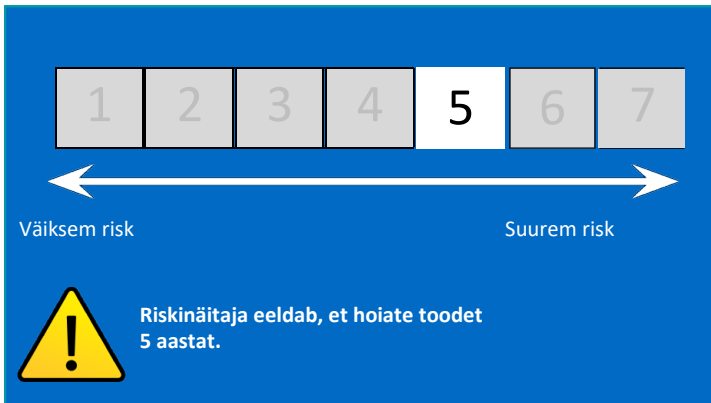 1 2 3 4 5 6 7
Väiksem risk Suurem risk
Riskinäitaja eeldab, et hoiate toodet
5 aastat.